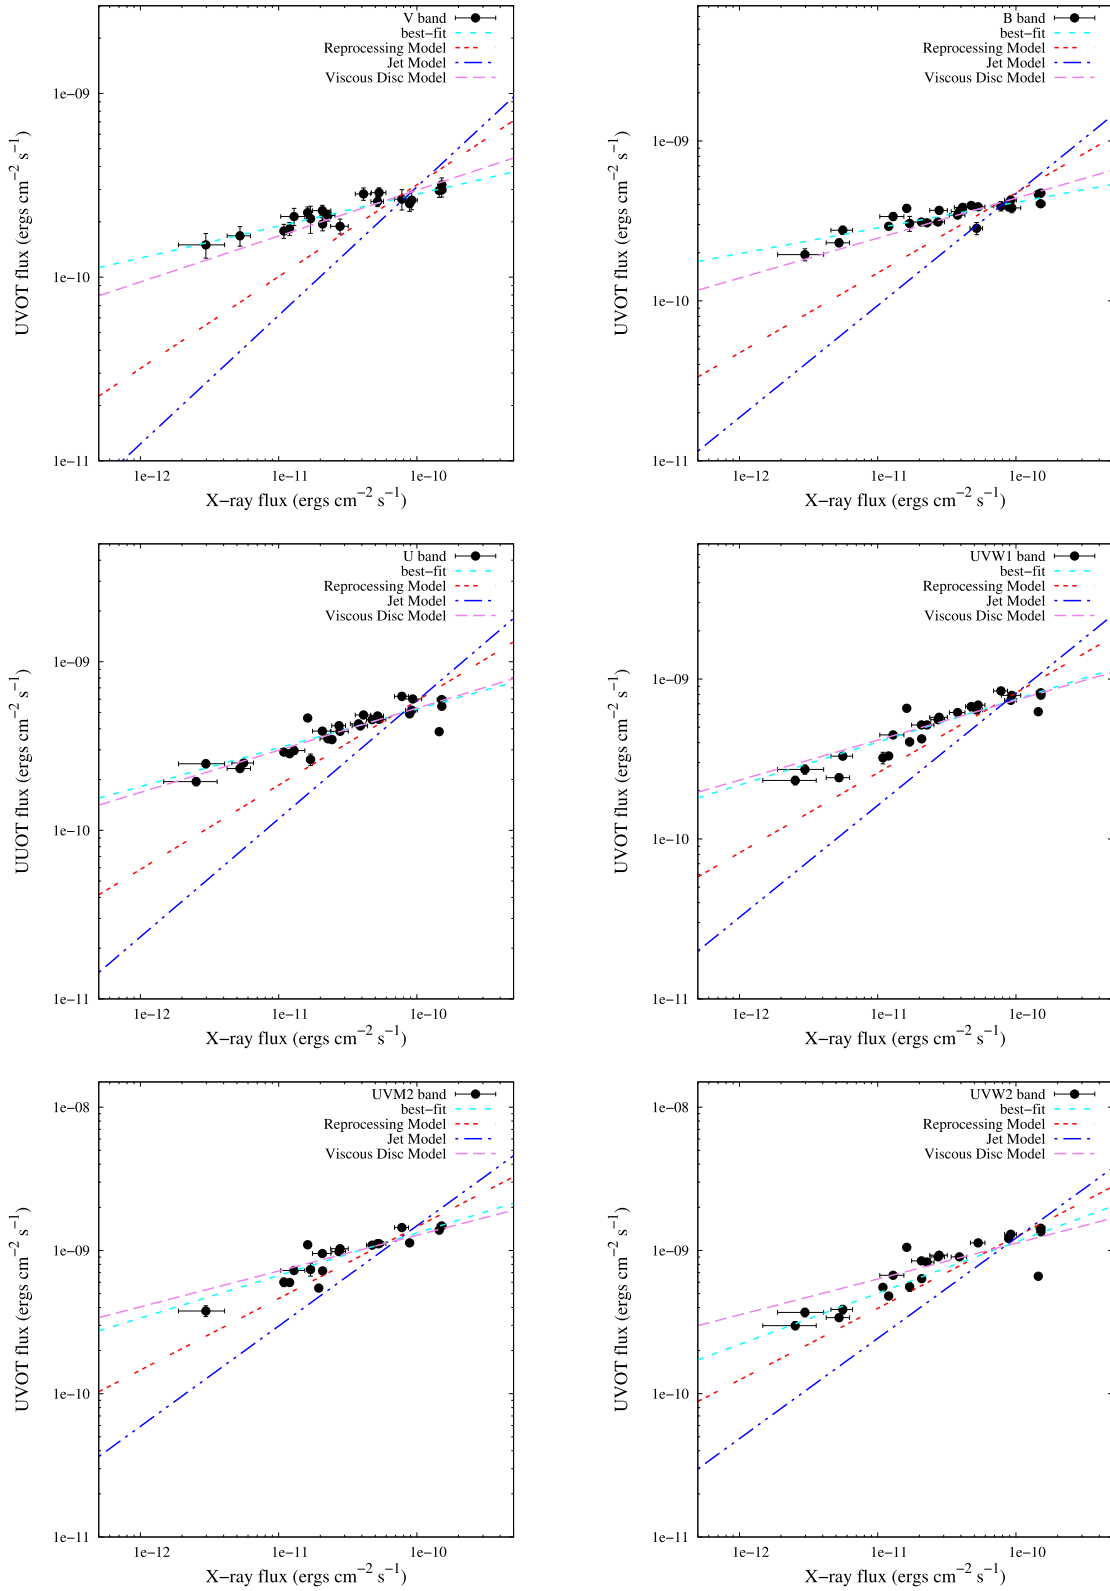 V band
best-fit
Reprocessing Model
Jet Model
Viscous Disc Model
1e-09
1e-10
1e-11
UVOT flux (ergs cm−2 s−1)
1e-12 1e-11 1e-10
X-ray flux (ergs cm−2 s−1)
B band
best-fit
Reprocessing Model
Jet Model
Viscous Disc Model
1e-09
1e-10
1e-11
UVOT flux (ergs cm−2 s−1)
1e-12 1e-11 1e-10
X-ray flux (ergs cm−2 s−1)
U band
best-fit
Reprocessing Model
Jet Model
Viscous Disc Model
1e-09
1e-10
1e-11
UUOT flux (ergs cm−2 s−1)
1e-12 1e-11 1e-10
X-ray flux (ergs cm−2 s−1)
UVW1 band
best-fit
Reprocessing Model
Jet Model
Viscous Disc Model
1e-09
1e-10
1e-11
UVOT flux (ergs cm−2 s−1)
1e-12 1e-11 1e-10
X-ray flux (ergs cm−2 s−1)
UVM2 band
best-fit
Reprocessing Model
Jet Model
Viscous Disc Model
1e-08
1e-09
1e-10
1e-11
UVOT flux (ergs cm−2 s−1)
1e-12 1e-11 1e-10
X-ray flux (ergs cm−2 s−1)
UVW2 band
best-fit
Reprocessing Model
Jet Model
Viscous Disc Model
1e-08
1e-09
1e-10
1e-11
UVOT flux (ergs cm−2 s−1)
1e-12 1e-11 1e-10
X-ray flux (ergs cm−2 s−1)